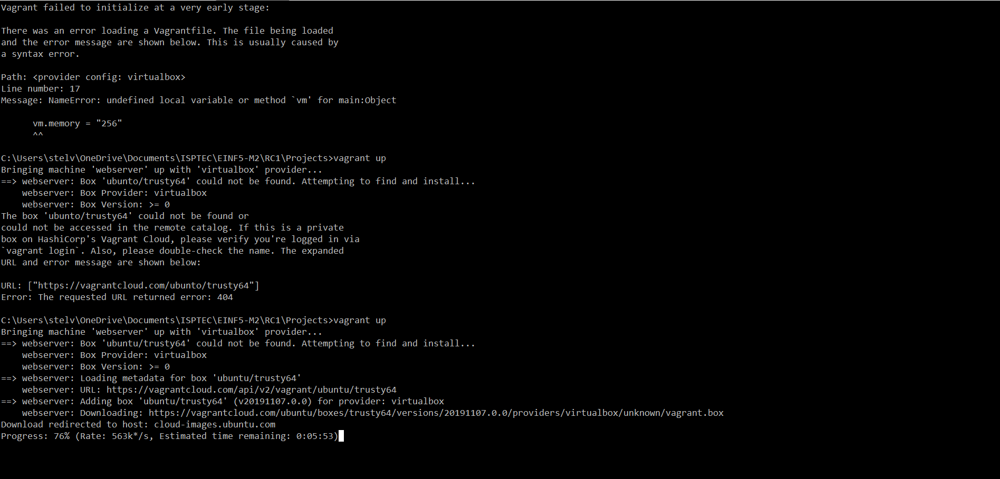 Vagrant failed to initialize at a very early stage:
There was an error loading a Vagrantfile. The file being loaded
and the error message are shown below. This is usually caused by
a syntax error.
Path: <provider config: virtualbox>
Line number: 17
Message: NameError: undefined local variable or method `vm' for main:Object
vm.memory = "256"
^^
C:\Users\stelv\OneDrive\Documents\ISPTEC\EINF5-M2\RC1\Projects>vagrant up
Bringing machine 'webserver' up with 'virtualbox' provider...
==> webserver: Box 'ubunto/trusty64' could not be found. Attempting to find and install...
webserver: Box Provider: virtualbox
webserver: Box Version: >= 0
The box 'ubunto/trusty64' could not be found or
could not be accessed in the remote catalog. If this is a private
box on HashiCorp's Vagrant Cloud, please verify you're logged in via
`vagrant login`. Also, please double-check the name. The expanded
URL and error message are shown below:
URL: ["https://vagrantcloud.com/ubunto/trusty64"]
Error: The requested URL returned error: 404
C:\Users\stelv\OneDrive\Documents\ISPTEC\EINF5-M2\RC1\Projects>vagrant up
Bringing machine 'webserver' up with 'virtualbox' provider...
==> webserver: Box 'ubuntu/trusty64' could not be found. Attempting to find and install...
webserver: Box Provider: virtualbox
webserver: Box Version: >= 0
==> webserver: Loading metadata for box 'ubuntu/trusty64'
webserver: URL: https://vagrantcloud.com/api/v2/vagrant/ubuntu/trusty64
==> webserver: Adding box 'ubuntu/trusty64' (v20191107.0.0) for provider: virtualbox
webserver: Downloading: https://vagrantcloud.com/ubuntu/boxes/trusty64/versions/20191107.0.0/providers/virtualbox/unknown/vagrant.box
Download redirected to host: cloud-images.ubuntu.com
Progress: 76% (Rate: 563k*/s, Estimated time remaining: 0:05:53)